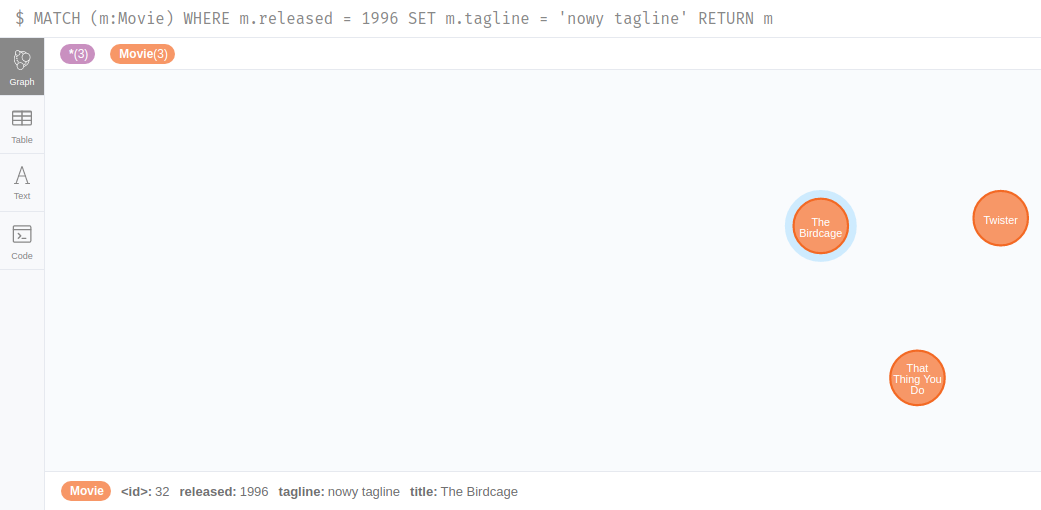 $ MATCH (m:Movie) WHERE m.released = 1996 SET m.tagline = 'nowy tagline' RETURN m
*(3) Movie(3)
Graph
Table
Text
Code
The
Birdcage
Twister
That
Thing You
Do
Movie <id>: 32 released: 1996 tagline: nowy tagline title: The Birdcage